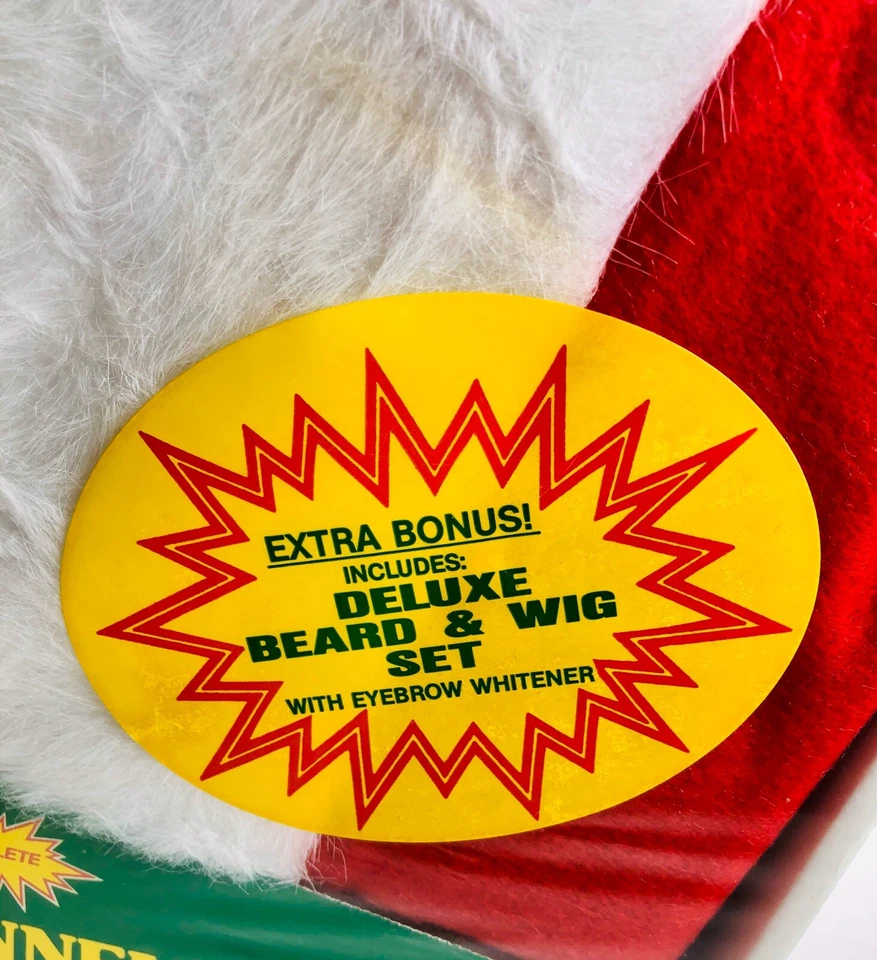 EXTRA BONUS!
INCLUDES:
DELUXE
BEARD & WIG
SET
WITH EYEBROW WHITENER